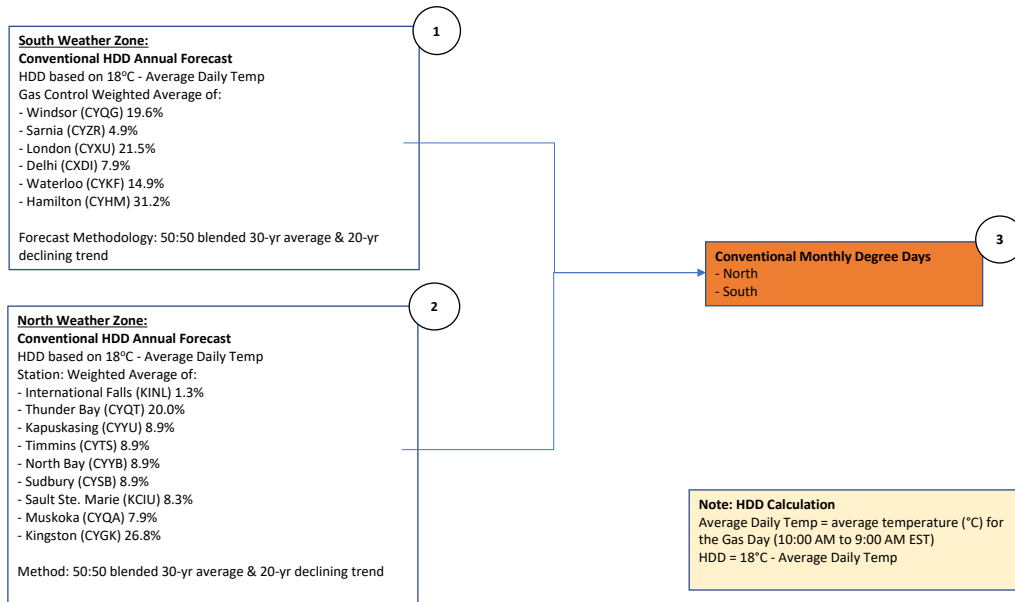 1
South Weather Zone:
Conventional HDD Annual Forecast
HDD based on 18°C - Average Daily Temp
Gas Control Weighted Average of:
- Windsor (CYQG) 19.6%
- Sarnia (CYZR) 4.9%
- London (CYXU) 21.5%
- Delhi (CXDI) 7.9%
- Waterloo (CYKF) 14.9%
- Hamilton (CYHM) 31.2%
Forecast Methodology: 50:50 blended 30-yr average & 20-yr
declining trend
2
North Weather Zone:
Conventional HDD Annual Forecast
HDD based on 18°C - Average Daily Temp
Station: Weighted Average of:
- International Falls (KINL) 1.3%
- Thunder Bay (CYQT) 20.0%
- Kapuskasing (CYYU) 8.9%
- Timmins (CYTS) 8.9%
- North Bay (CYYB) 8.9%
- Sudbury (CYSB) 8.9%
- Sault Ste. Marie (KCIU) 8.3%
- Muskoka (CYQA) 7.9%
- Kingston (CYGK) 26.8%
Method: 50:50 blended 30-yr average & 20-yr declining trend
3
Conventional Monthly Degree Days
- North
- South
Note: HDD Calculation
Average Daily Temp = average temperature (°C) for
the Gas Day (10:00 AM to 9:00 AM EST)
HDD = 18°C - Average Daily Temp